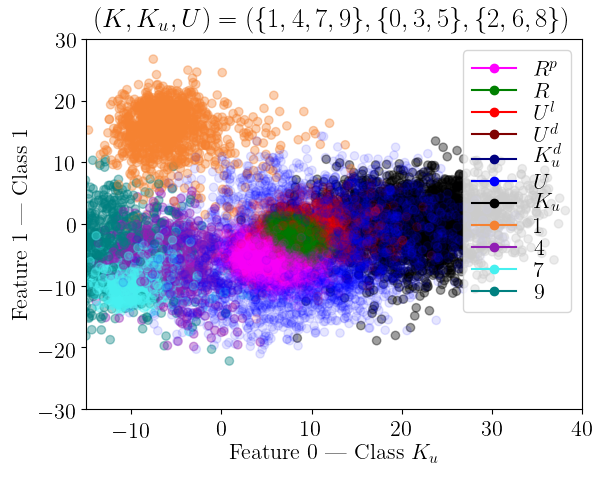 (K, K_u, U) = ({1, 4, 7, 9}, {0, 3, 5}, {2, 6, 8})
30
20
10
0
−10
−20
−30
Feature 1 — Class 1
R^p
R
U^l
U^d
K_u^d
U
K_u
1
4
7
9
−10
0
10
20
30
40
Feature 0 — Class K_u